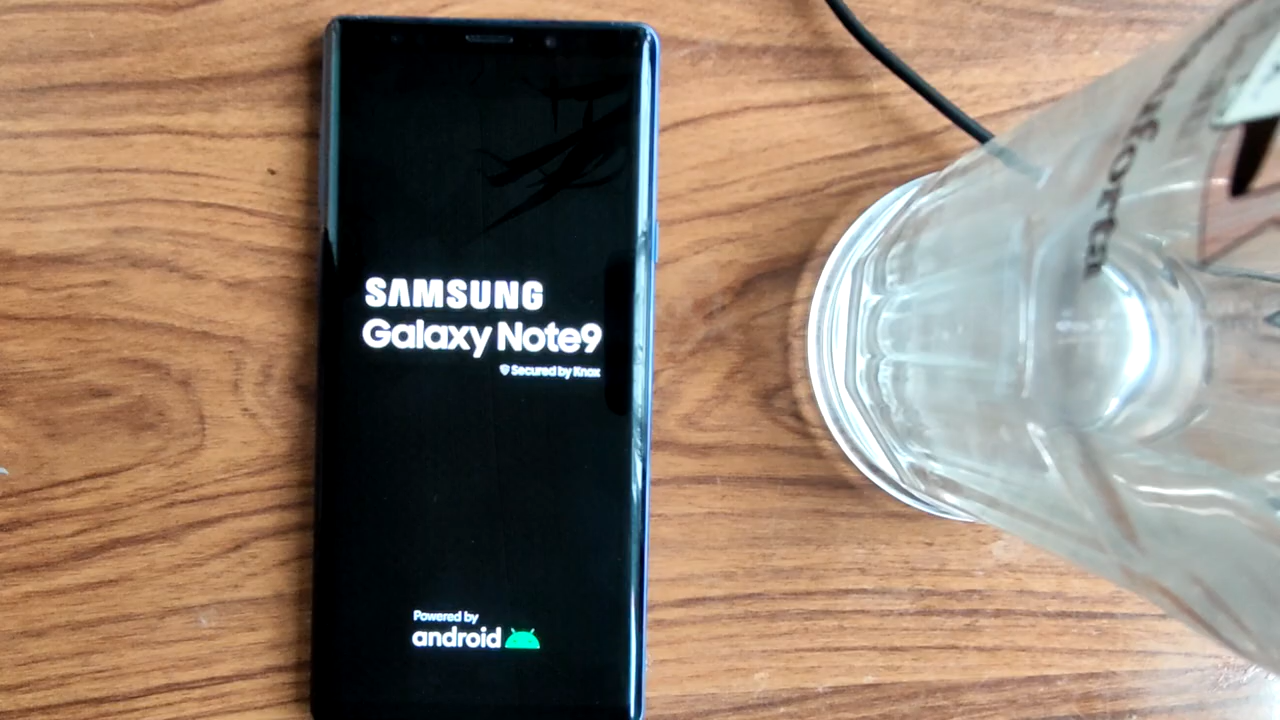 SAMSUNG
Galaxy Note9
Secured by Knox
Powered by
android